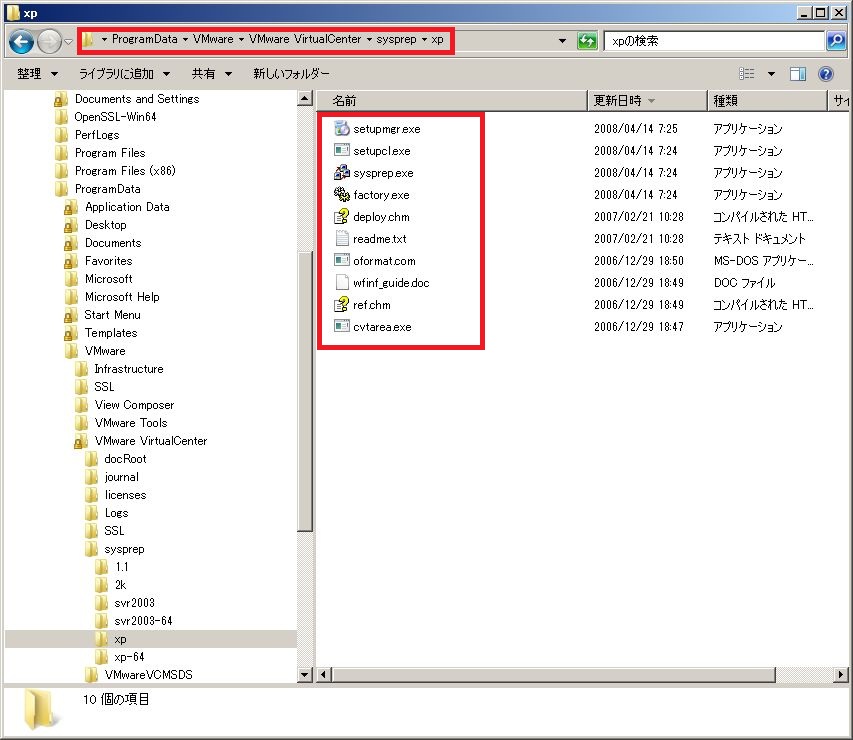 xp
ProgramData VMware VMware VirtualCenter sysprep xp
xpの検索
整理 ライブラリに追加 共有 新しいフォルダー
Documents and Settings
OpenSSL-Win64
PerfLogs
Program Files
Program Files (x86)
ProgramData
Application Data
Desktop
Documents
Favorites
Microsoft
Microsoft Help
Start Menu
Templates
VMware
Infrastructure
SSL
View Composer
VMware Tools
VMware VirtualCenter
docRoot
journal
licenses
Logs
SSL
sysprep
1.1
2k
svr2003
svr2003-64
xp
xp-64
VMwareVCMSDS
名前 更新日時 種類 サイ
setupmgr.exe 2008/04/14 7:25 アプリケーション
setupcl.exe 2008/04/14 7:24 アプリケーション
sysprep.exe 2008/04/14 7:24 アプリケーション
factory.exe 2008/04/14 7:24 アプリケーション
deploy.chm 2007/02/21 10:28 コンパイルされた HT...
readme.txt 2007/02/21 10:28 テキスト ドキュメント
oformat.com 2006/12/29 18:50 MS-DOS アプリケー...
wfinf_guide.doc 2006/12/29 18:49 DOC ファイル
ref.chm 2006/12/29 18:49 コンパイルされた HT...
cvtarea.exe 2006/12/29 18:47 アプリケーション
10 個の項目